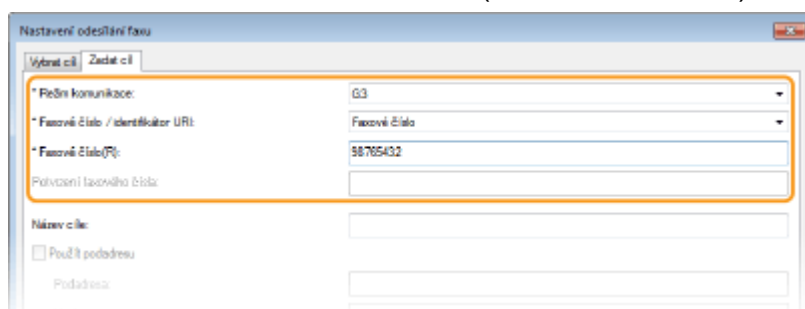 Nastavení odesílání faxu
Vybrat cíl Zadat cíl
* Režim komunikace: G3
* Faxové číslo / identifikátor URI: Faxové číslo
* Faxové číslo(R): 98765432
Potvrzení faxového čísla:
Název cíle:
Použít podadresu
Podadresa: